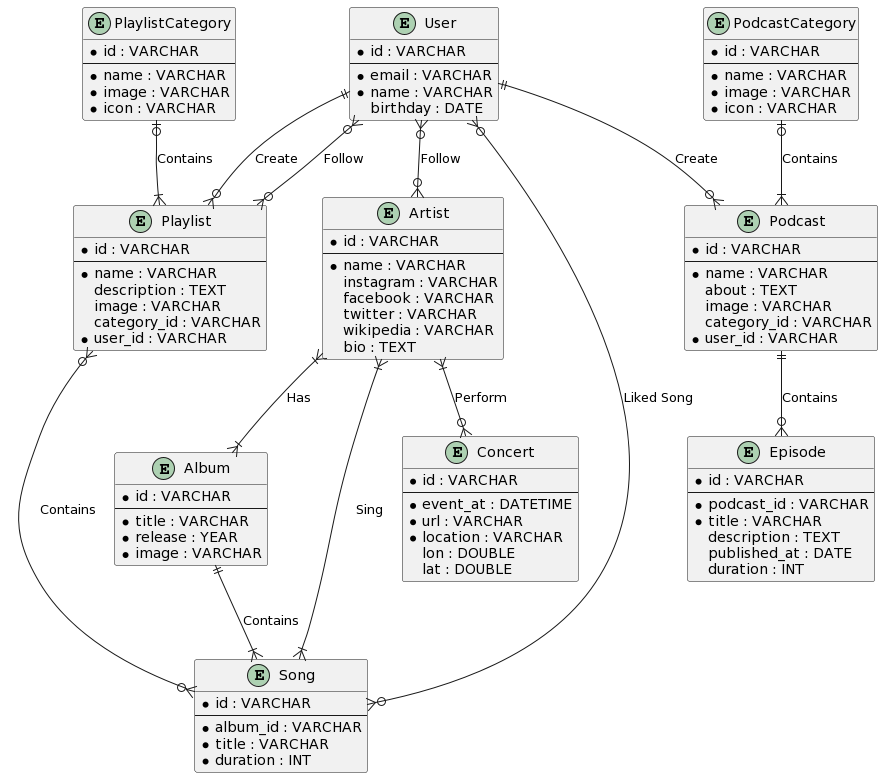 E PlaylistCategory
* id : VARCHAR
* name : VARCHAR
* image : VARCHAR
* icon : VARCHAR
E User
* id : VARCHAR
* email : VARCHAR
* name : VARCHAR
birthday : DATE
E PodcastCategory
* id : VARCHAR
* name : VARCHAR
* image : VARCHAR
* icon : VARCHAR
Contains
Create
Follow
Follow
Create
Contains
E Playlist
* id : VARCHAR
* name : VARCHAR
description : TEXT
image : VARCHAR
category_id : VARCHAR
* user_id : VARCHAR
E Artist
* id : VARCHAR
* name : VARCHAR
instagram : VARCHAR
facebook : VARCHAR
twitter : VARCHAR
wikipedia : VARCHAR
bio : TEXT
E Podcast
* id : VARCHAR
* name : VARCHAR
about : TEXT
image : VARCHAR
category_id : VARCHAR
* user_id : VARCHAR
Has
Perform
Liked Song
Contains
E Album
* id : VARCHAR
* title : VARCHAR
* release : YEAR
* image : VARCHAR
E Concert
* id : VARCHAR
* event_at : DATETIME
* url : VARCHAR
* location : VARCHAR
lon : DOUBLE
lat : DOUBLE
E Episode
* id : VARCHAR
* podcast_id : VARCHAR
* title : VARCHAR
description : TEXT
published_at : DATE
duration : INT
Contains
Sing
Contains
E Song
* id : VARCHAR
* album_id : VARCHAR
* title : VARCHAR
* duration : INT